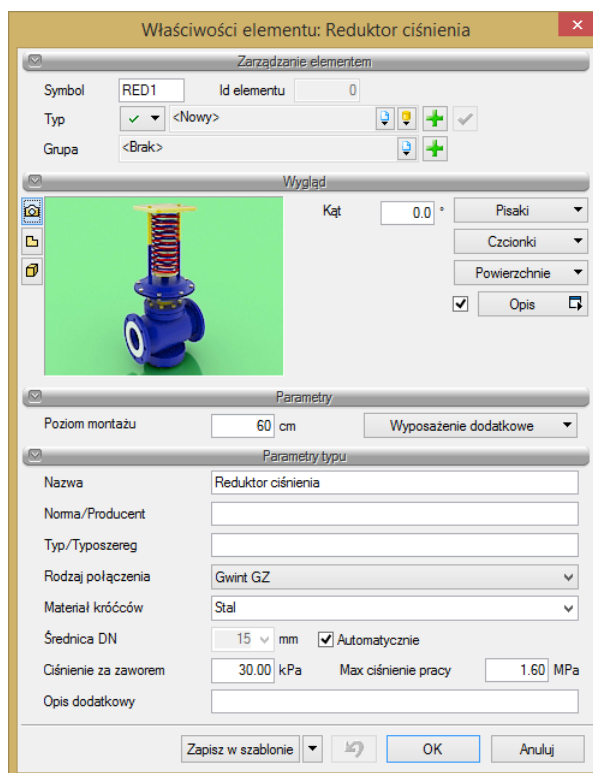 Właściwości elementu: Reduktor ciśnienia
Zarządzanie elementem
Symbol RED1 Id elementu 0
Typ <Nowy>
Grupa <Brak>
Wygląd
Kąt 0.0 ° Pisaki
Czcionki
Powierzchnie
Opis
Parametry
Poziom montażu 60 cm Wyposażenie dodatkowe
Parametry typu
Nazwa Reduktor ciśnienia
Norma/Producent
Typ/Typoszereg
Rodzaj połączenia Gwint GZ
Materiał króćców Stal
Średnica DN 15 mm Automatycznie
Ciśnienie za zaworem 30.00 kPa Max ciśnienie pracy 1.60 MPa
Opis dodatkowy
Zapisz w szablonie OK Anuluj